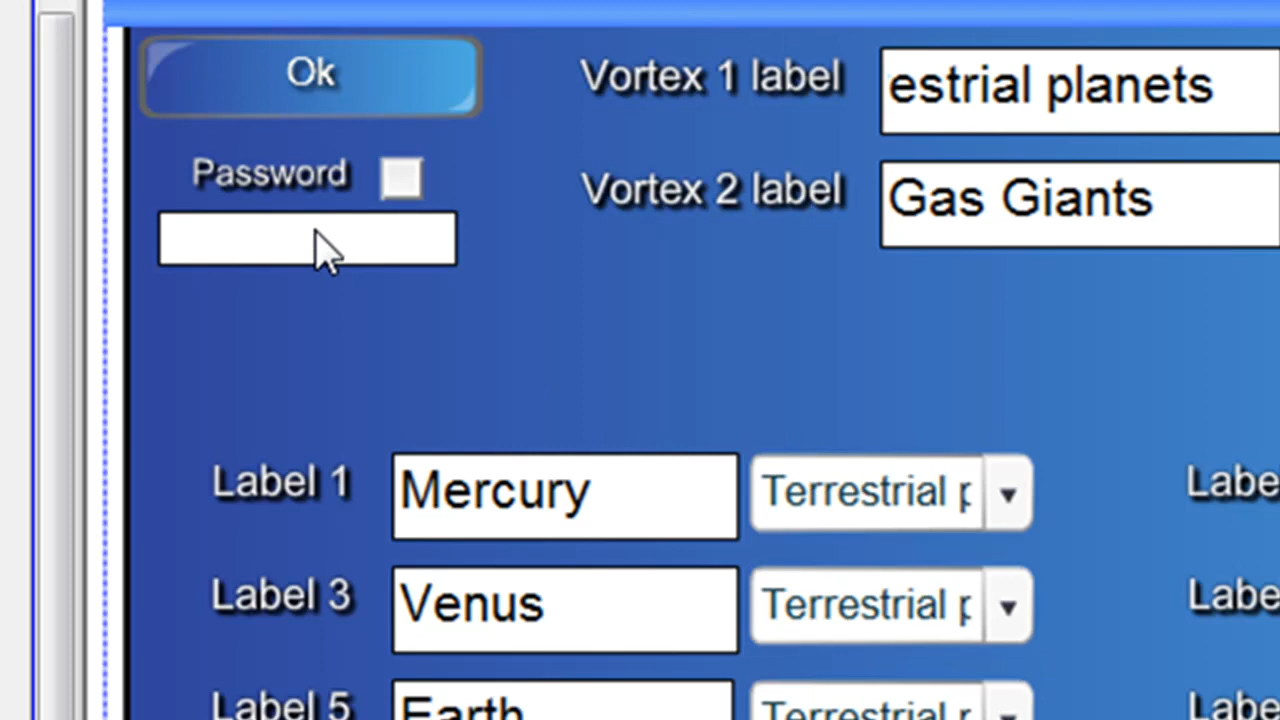 Ok
Vortex 1 label estrial planets
Password
Vortex 2 label Gas Giants
Label 1 Mercury Terrestrial p Labe
Label 3 Venus Terrestrial p Labe
Label 5 Earth Terrestrial p Labe